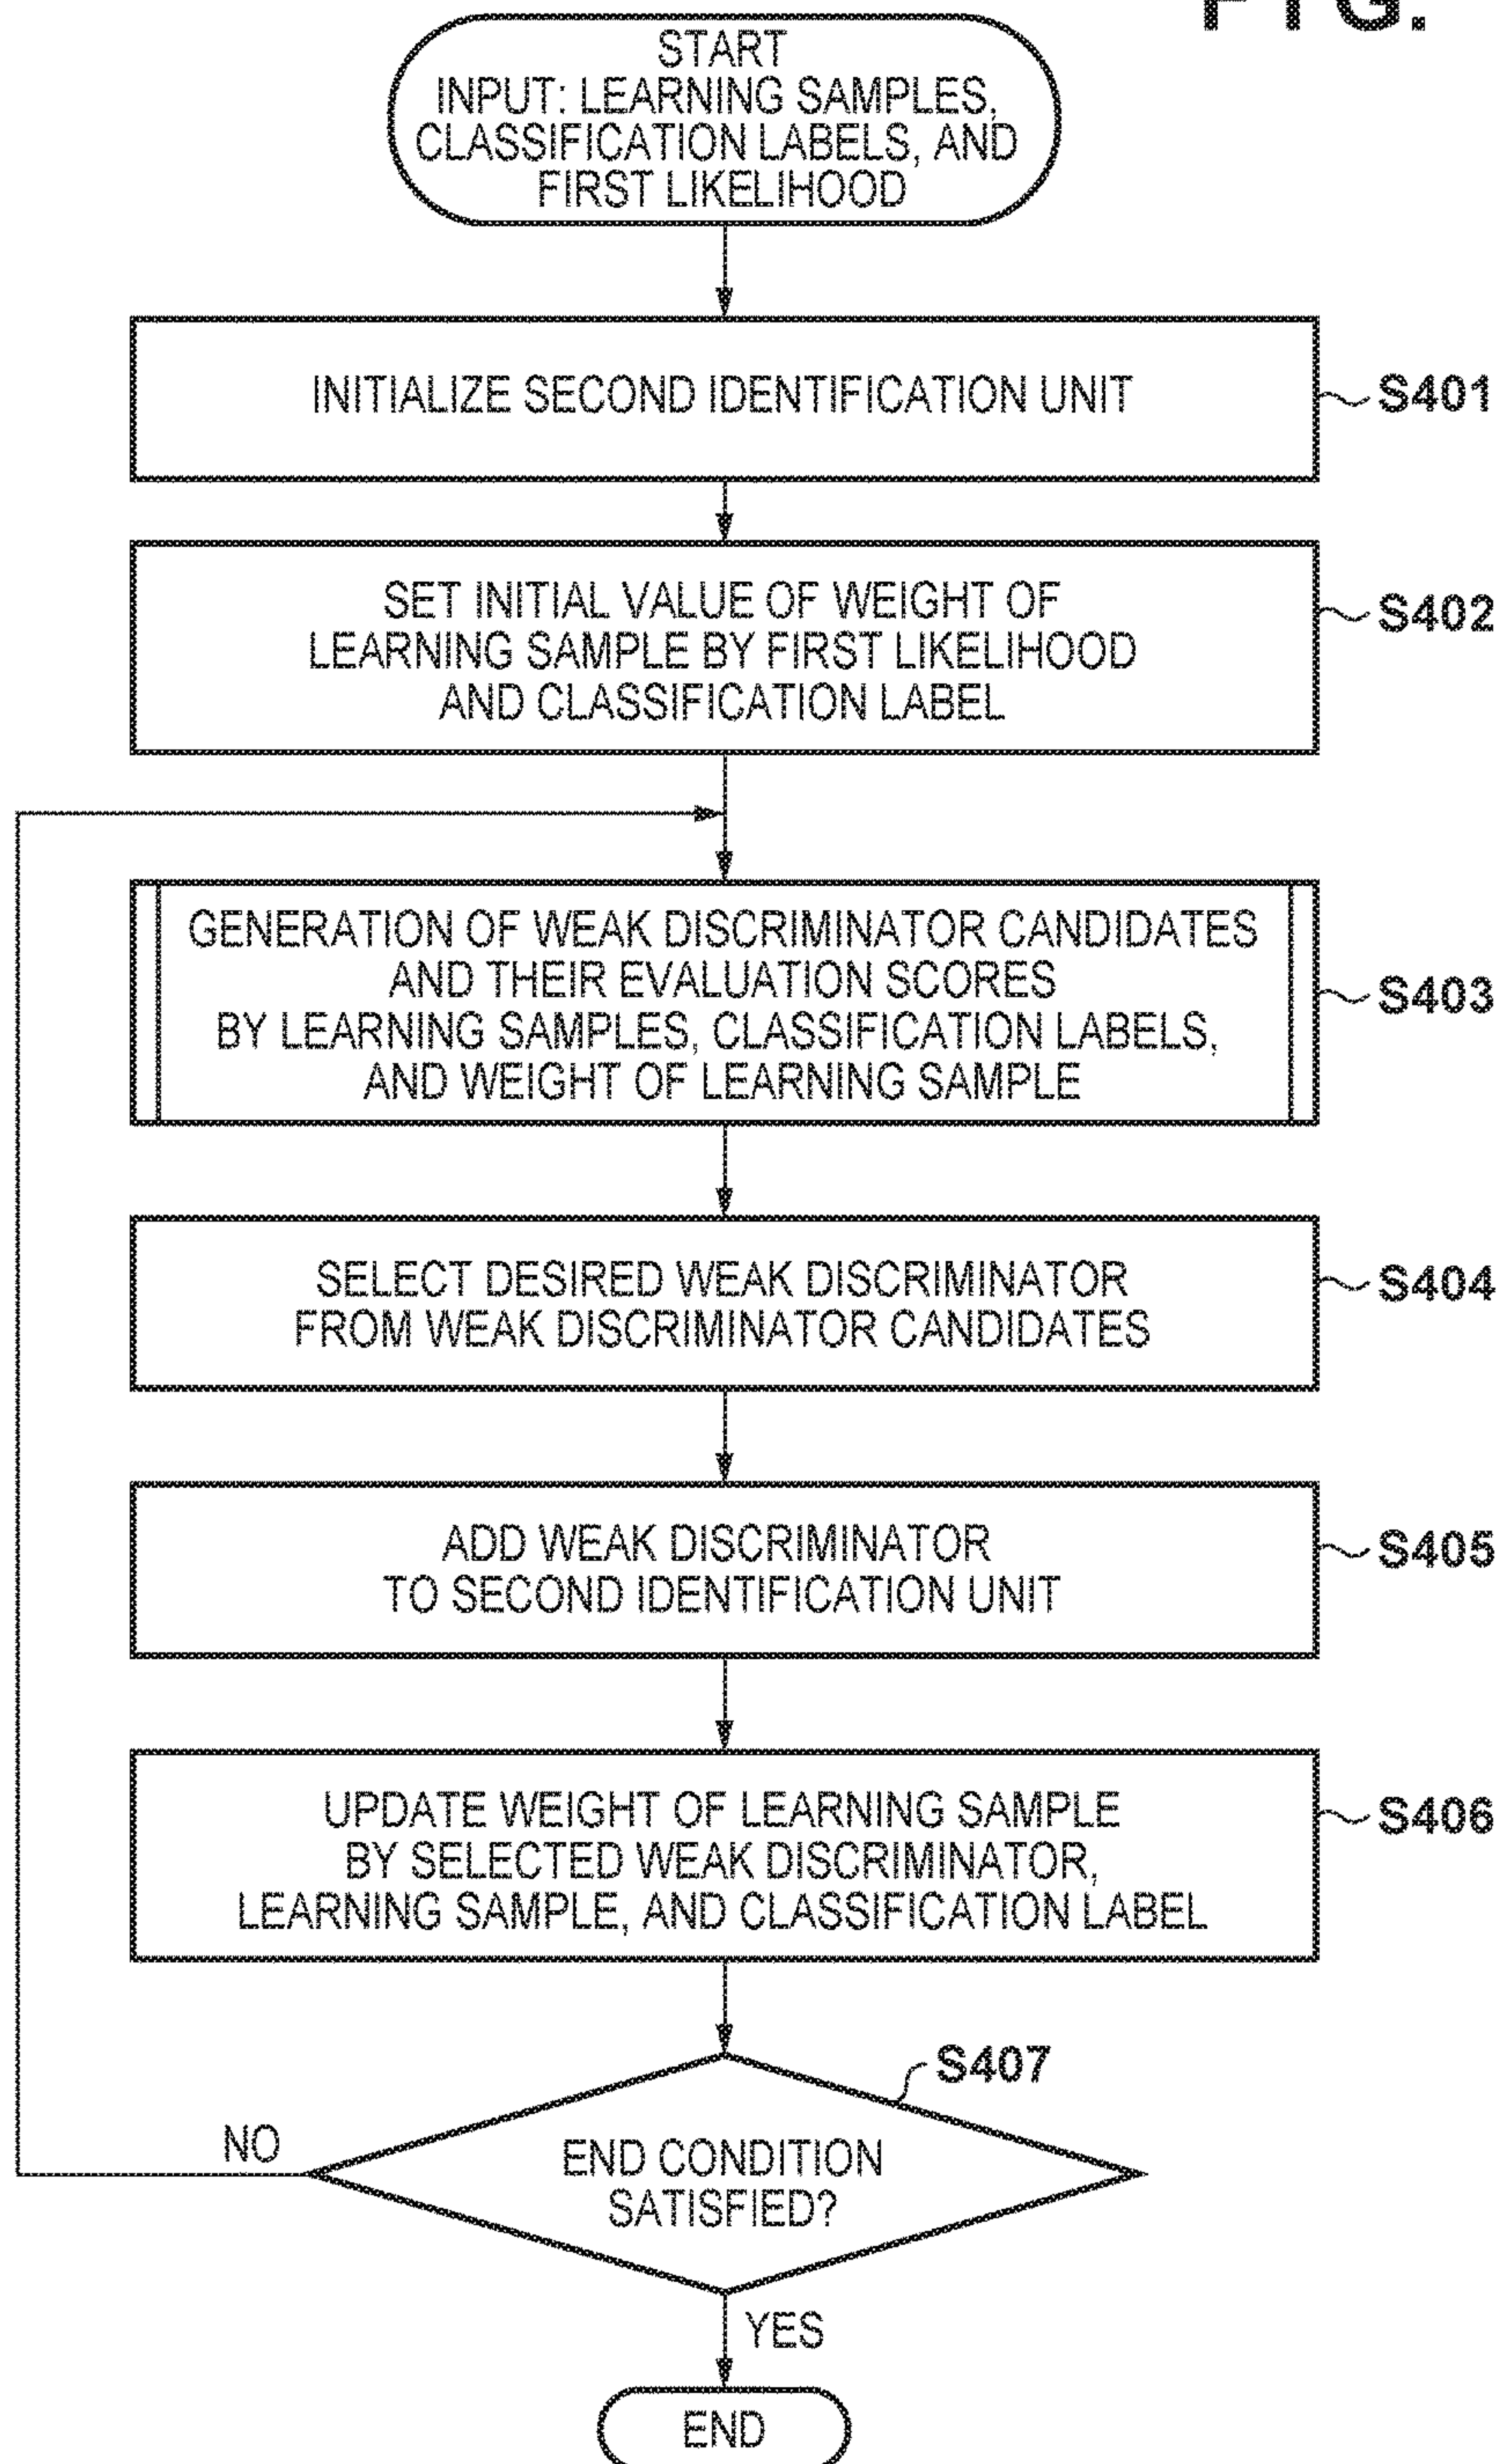 FIG.
START
INPUT: LEARNING SAMPLES,
CLASSIFICATION LABELS, AND
FIRST LIKELIHOOD
INITIALIZE SECOND IDENTIFICATION UNIT
S401
SET INITIAL VALUE OF WEIGHT OF
LEARNING SAMPLE BY FIRST LIKELIHOOD
AND CLASSIFICATION LABEL
S402
GENERATION OF WEAK DISCRIMINATOR CANDIDATES
AND THEIR EVALUATION SCORES
BY LEARNING SAMPLES, CLASSIFICATION LABELS,
AND WEIGHT OF LEARNING SAMPLE
S403
SELECT DESIRED WEAK DISCRIMINATOR
FROM WEAK DISCRIMINATOR CANDIDATES
S404
ADD WEAK DISCRIMINATOR
TO SECOND IDENTIFICATION UNIT
S405
UPDATE WEIGHT OF LEARNING SAMPLE
BY SELECTED WEAK DISCRIMINATOR,
LEARNING SAMPLE, AND CLASSIFICATION LABEL
S406
S407
END CONDITION
SATISFIED?
NO
YES
END